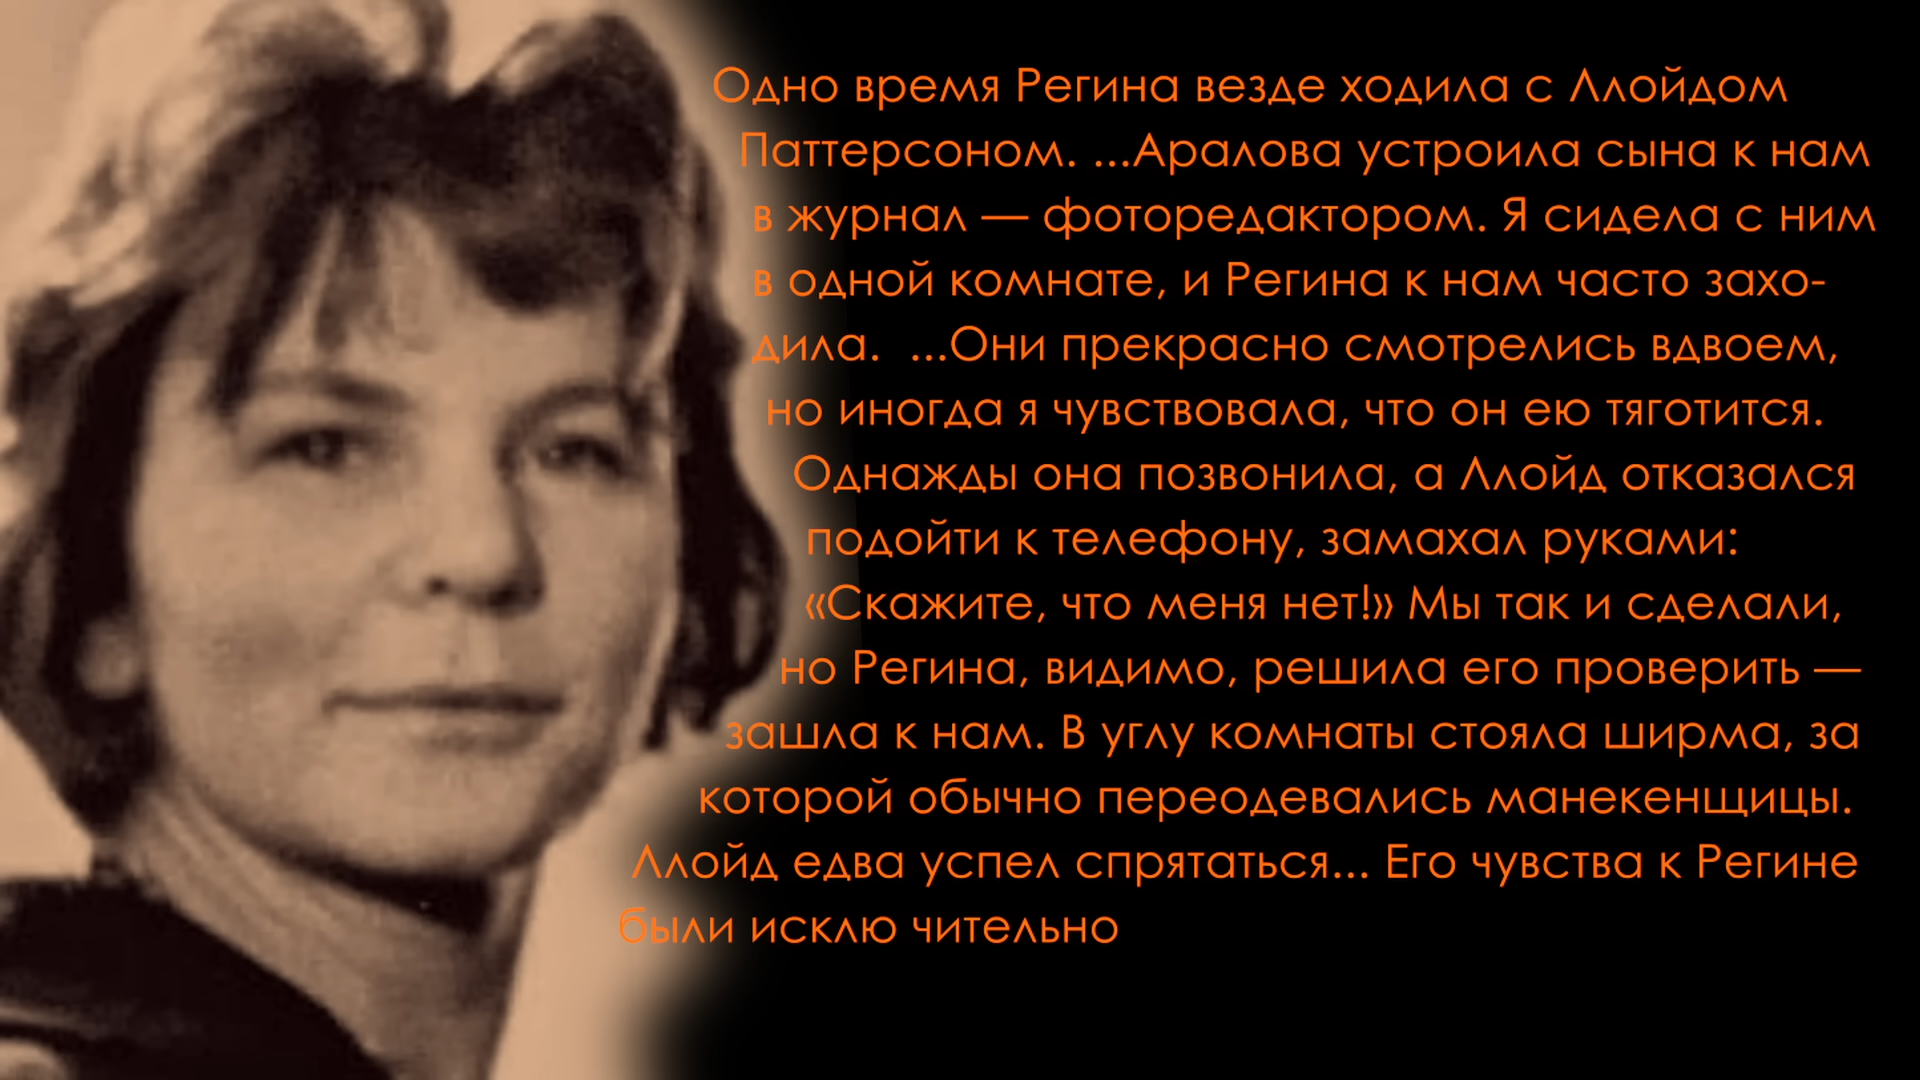 Одно время Регина везде ходила с Ллойдом
Паттерсоном. ...Аралова устроила сына к нам
в журнал — фоторедактором. Я сидела с ним
в одной комнате, и Регина к нам часто захо-
дила.  ...Они прекрасно смотрелись вдвоем,
но иногда я чувствовала, что он ею тяготится.
Однажды она позвонила, а Ллойд отказался
подойти к телефону, замахал руками:
«Скажите, что меня нет!» Мы так и сделали,
но Регина, видимо, решила его проверить —
зашла к нам. В углу комнаты стояла ширма, за
которой обычно переодевались манекенщицы.
Ллойд едва успел спрятаться... Его чувства к Регине
были исклю чительно